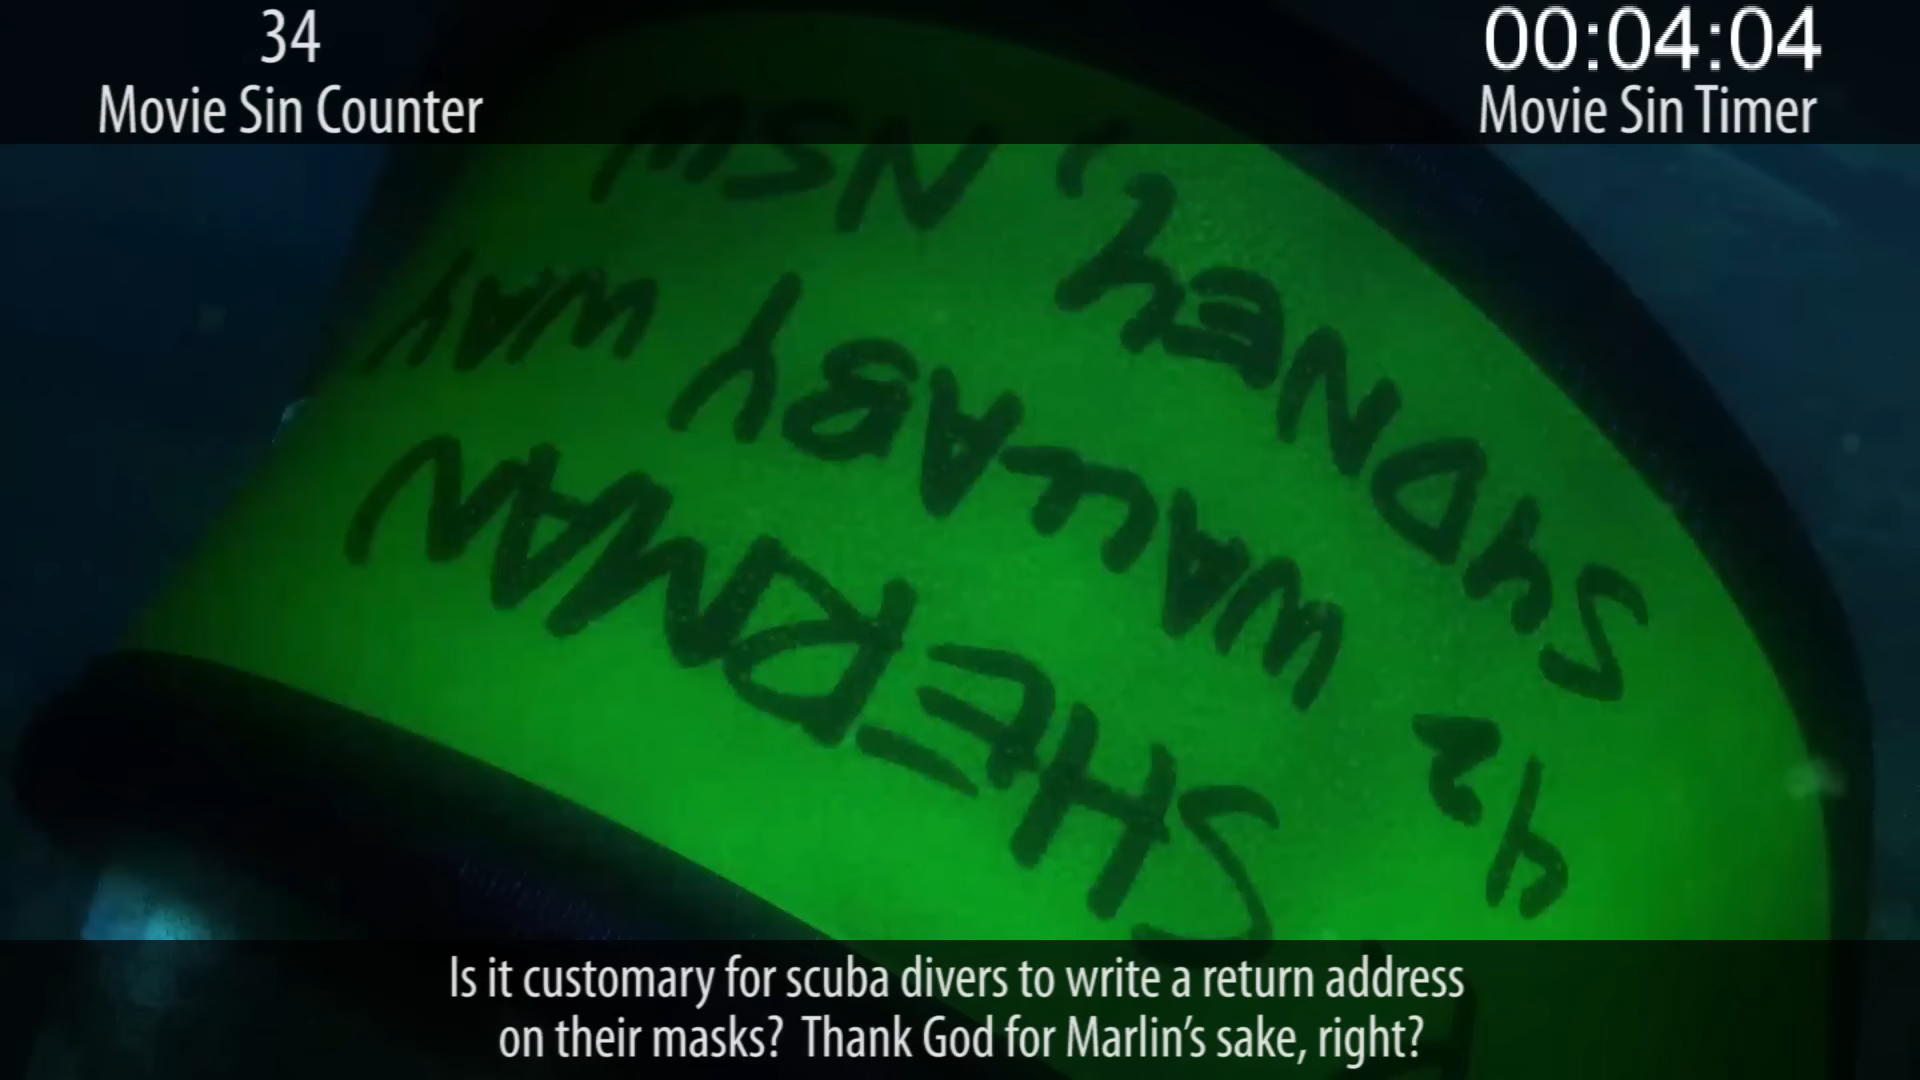 34
Movie Sin Counter
00:04:04
Movie Sin Timer
SHERMAN
42 WALLABY WAY
SYDNEY, NSW
Is it customary for scuba divers to write a return address
on their masks? Thank God for Marlin's sake, right?